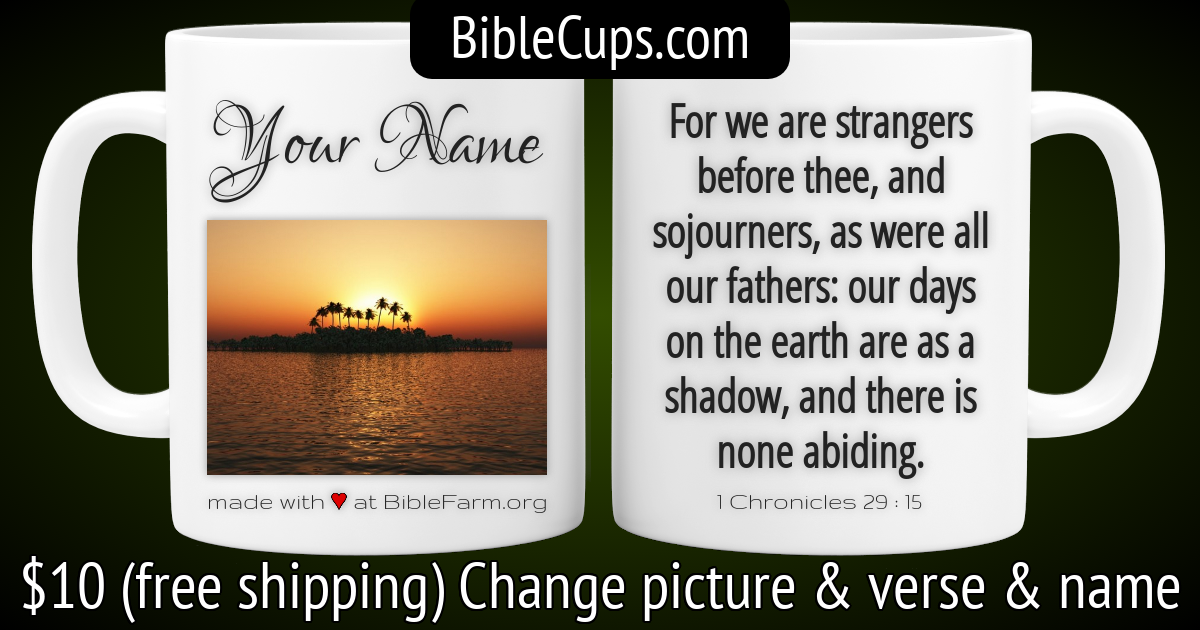 BibleCups.com
Your Name
made with ♥ at BibleFarm.org
For we are strangers
before thee, and
sojourners, as were all
our fathers: our days
on the earth are as a
shadow, and there is
none abiding.
1 Chronicles 29 : 15
$10 (free shipping) Change picture & verse & name